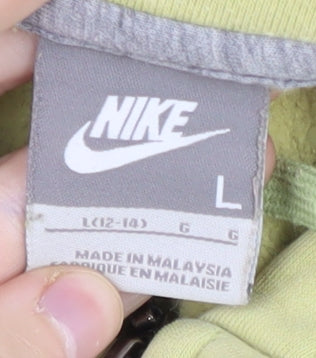 NIKE
L
L(12-14) G G
MADE IN MALAYSIA
FABRIQUE EN MALAISIE